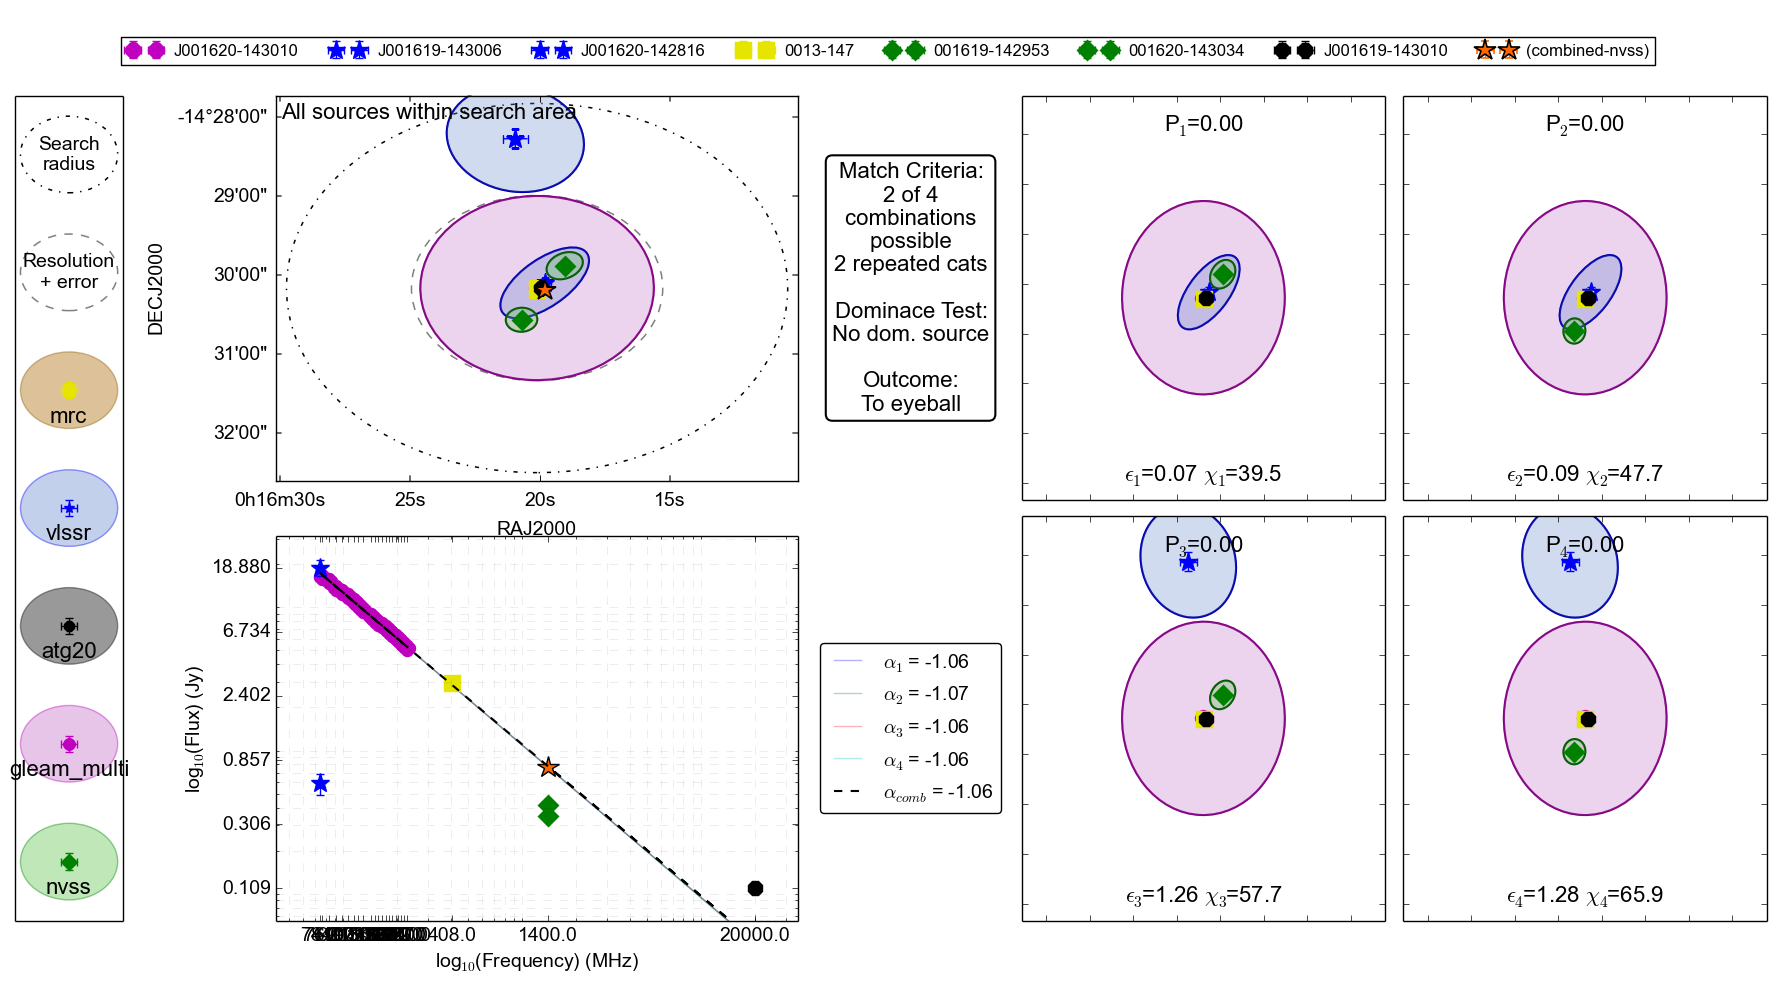 J001620-143010 J001619-143006 J001620-142816 0013-147 001619-142953 001620-143034 J001619-143010 (combined-nvss)
Search
radius
Resolution
+ error
mrc
vlssr
atg20
gleam_multi
nvss
All sources within search area
DECJ2000
-14°28'00"
29'00"
30'00"
31'00"
32'00"
0h16m30s 25s 20s 15s
RAJ2000
Match Criteria:
2 of 4
combinations
possible
2 repeated cats
Dominace Test:
No dom. source
Outcome:
To eyeball
P1=0.00
ϵ1=0.07 χ1=39.5
P2=0.00
ϵ2=0.09 χ2=47.7
log10(Flux) (Jy)
18.880
6.734
2.402
0.857
0.306
0.109
408.0 1400.0 20000.0
log10(Frequency) (MHz)
α1 = -1.06
α2 = -1.07
α3 = -1.06
α4 = -1.06
αcomb = -1.06
P3=0.00
ϵ3=1.26 χ3=57.7
P4=0.00
ϵ4=1.28 χ4=65.9